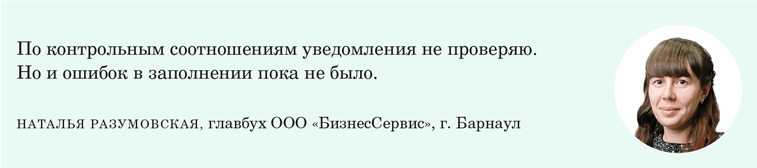 По контрольным соотношениям уведомления не проверяю.
Но и ошибок в заполнении пока не было.
НАТАЛЬЯ РАЗУМОВСКАЯ, главбух ООО «БизнесСервис», г. Барнаул